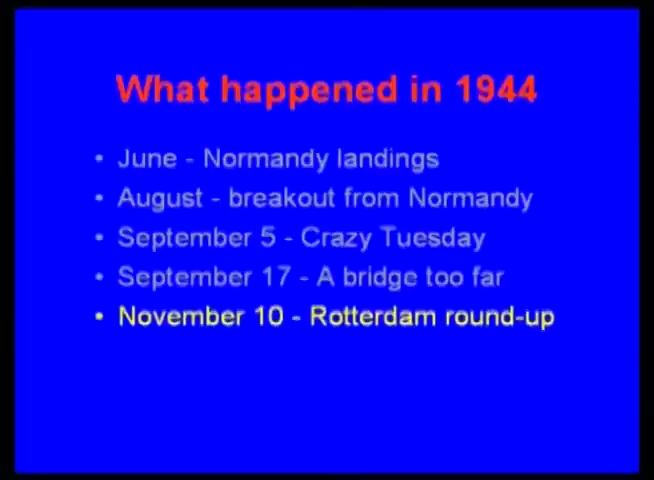 What happened in 1944
• June - Normandy landings
• August - breakout from Normandy
• September 5 - Crazy Tuesday
• September 17 - A bridge too far
• November 10 - Rotterdam round-up